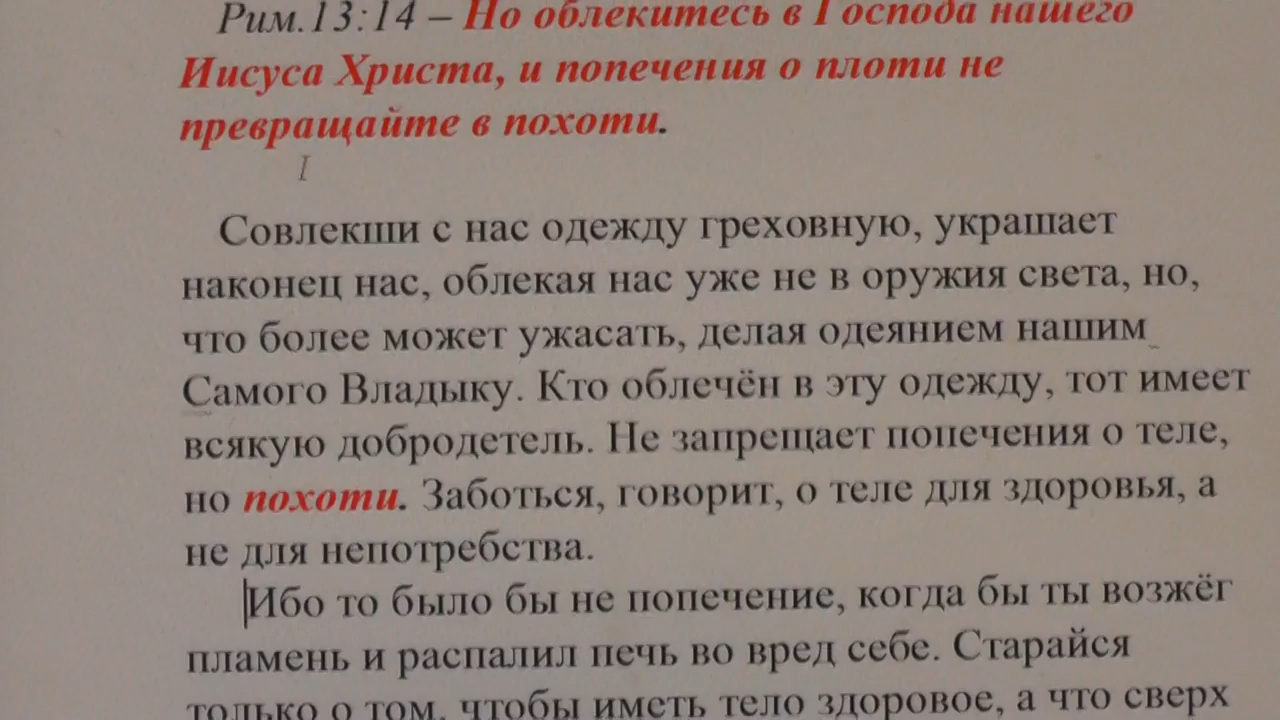 Рим.13:14 – Но облекитесь в Господа нашего
Иисуса Христа, и попечения о плоти не
превращайте в похоти.
Совлекши с нас одежду греховную, украшает
наконец нас, облекая нас уже не в оружия света, но,
что более может ужасать, делая одеянием нашим
Самого Владыку. Кто облечён в эту одежду, тот имеет
всякую добродетель. Не запрещает попечения о теле,
но похоти. Заботься, говорит, о теле для здоровья, а
не для непотребства.
Ибо то было бы не попечение, когда бы ты возжёг
пламень и распалил печь во вред себе. Старайся
только о том, чтобы иметь тело здоровое, а что сверх